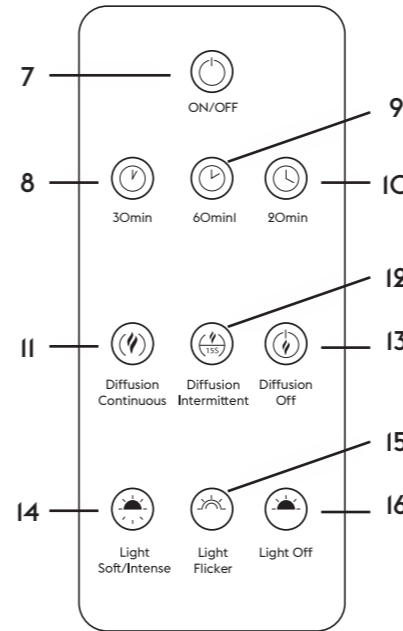 7
ON/OFF
9
8
10
30min
60minl
20min
12
11
15S
13
Diffusion Continuous
Diffusion Intermittent
Diffusion Off
15
14
16
Light Soft/Intense
Light Flicker
Light Off